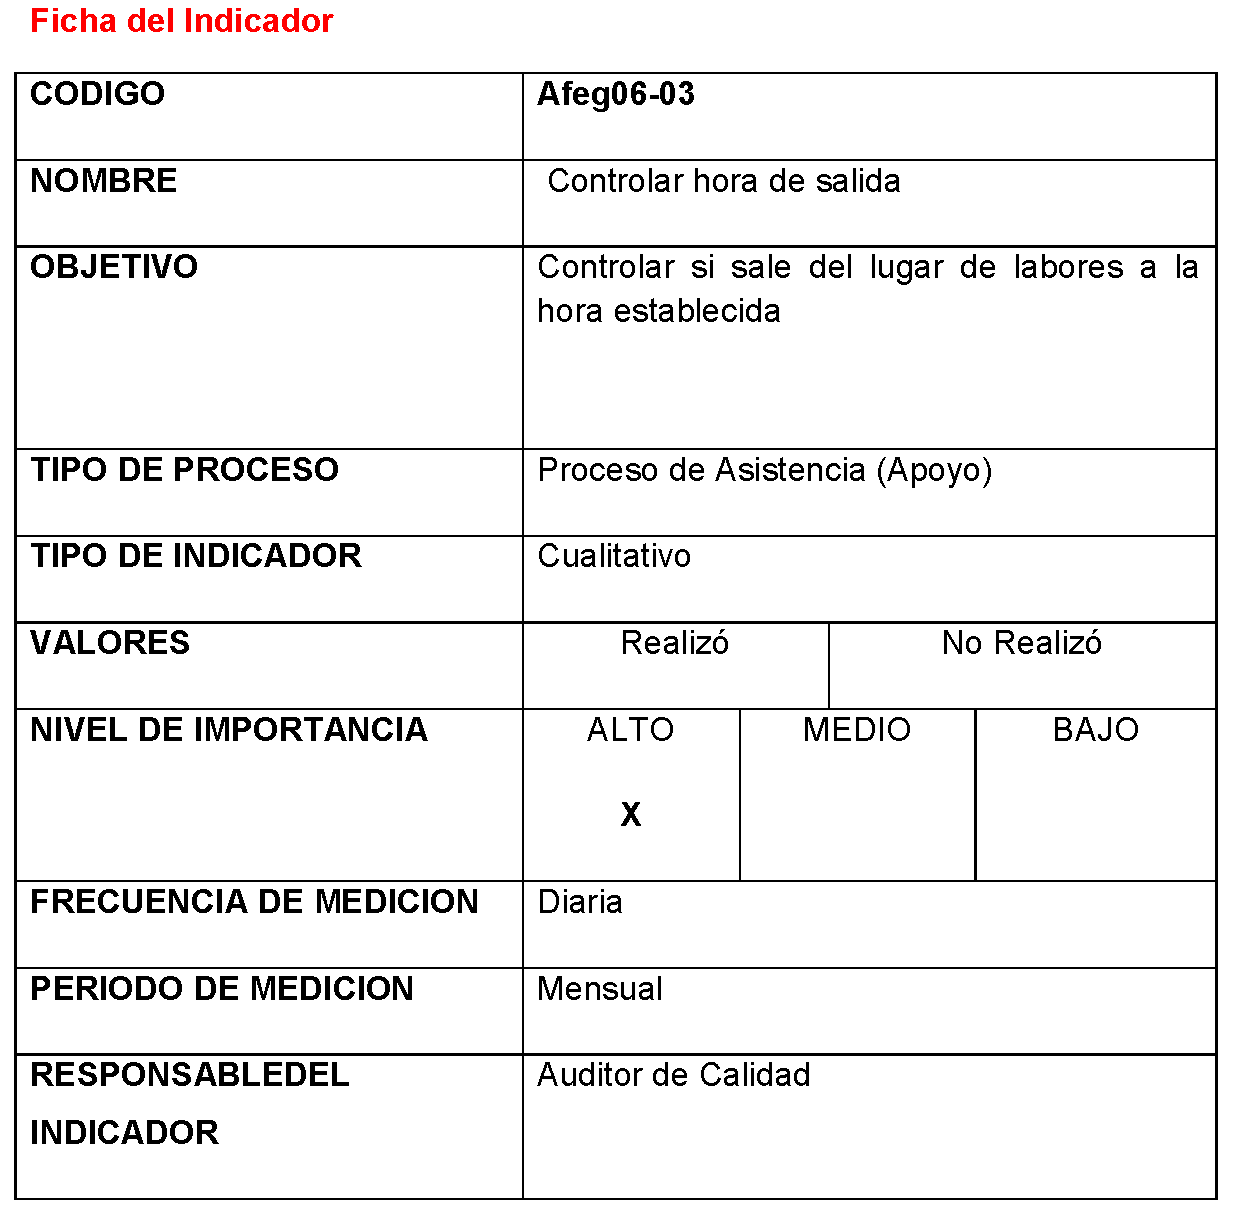 Ficha del Indicador
CODIGO Afeg06-03
NOMBRE Controlar hora de salida
OBJETIVO Controlar si sale del lugar de labores a la
hora establecida
TIPO DE PROCESO Proceso de Asistencia (Apoyo)
TIPO DE INDICADOR Cualitativo
VALORES Realizó No Realizó
NIVEL DE IMPORTANCIA ALTO MEDIO BAJO
X
FRECUENCIA DE MEDICION Diaria
PERIODO DE MEDICION Mensual
RESPONSABLEDEL Auditor de Calidad
INDICADOR